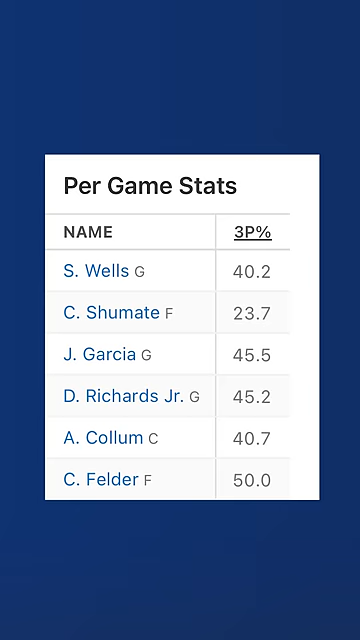 Per Game Stats
NAME 3P%
S. Wells G 40.2
C. Shumate F 23.7
J. Garcia G 45.5
D. Richards Jr. G 45.2
A. Collum C 40.7
C. Felder F 50.0